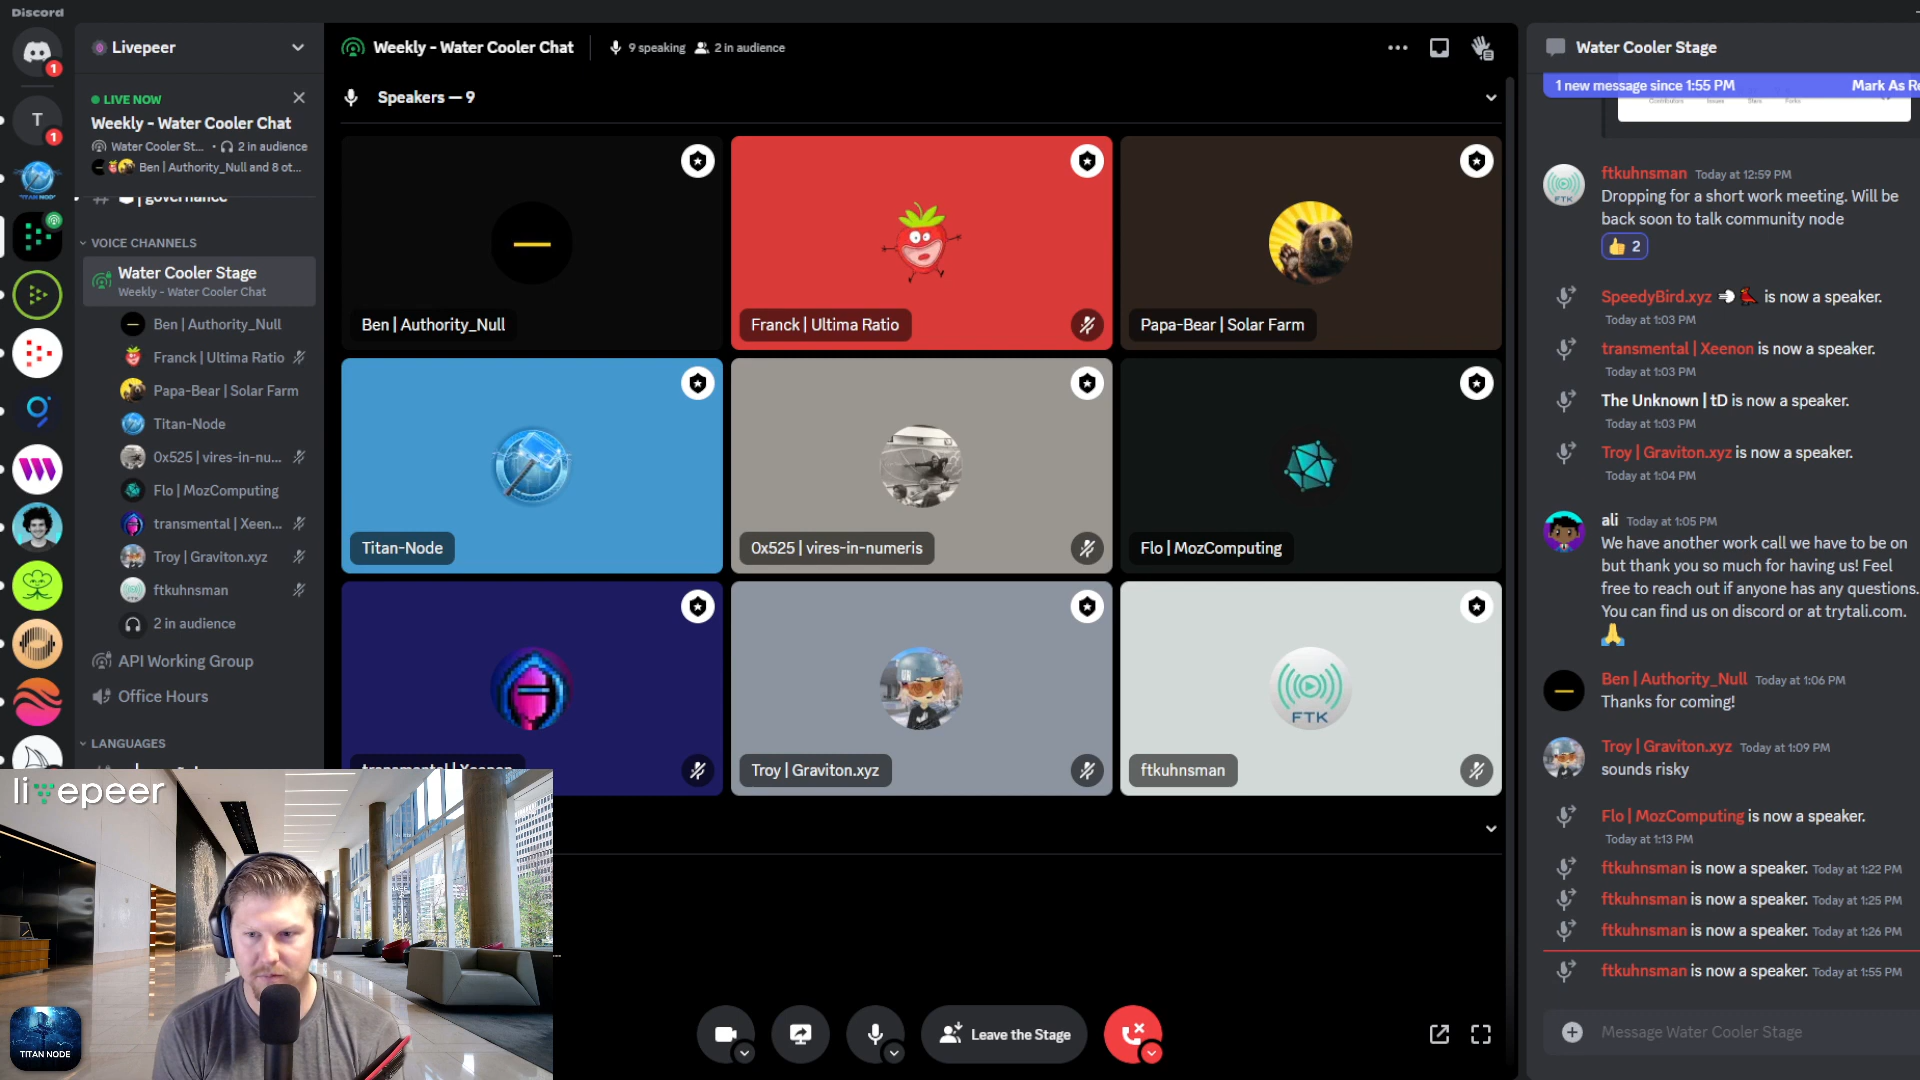 Discord
Livepeer
LIVE NOW
Weekly - Water Cooler Chat
Water Cooler St... • 2 in audience
Ben | Authority_Null and 8 ot...
governance
VOICE CHANNELS
Water Cooler Stage
Weekly - Water Cooler Chat
Ben | Authority_Null
Franck | Ultima Ratio
Papa-Bear | Solar Farm
Titan-Node
0x525 | vires-in-nu...
Flo | MozComputing
transmental | Xeen...
Troy | Graviton.xyz
ftkuhnsman
2 in audience
API Working Group
Office Hours
LANGUAGES
1
T
1
TITAN NODE
Weekly - Water Cooler Chat
9 speaking 2 in audience
Speakers — 9
Ben | Authority_Null
Franck | Ultima Ratio
Papa-Bear | Solar Farm
Titan-Node
0x525 | vires-in-numeris
Flo | MozComputing
transmental | Xeenon
Troy | Graviton.xyz
FTK
ftkuhnsman
Leave the Stage
livepeer
TITAN NODE
Water Cooler Stage
1 new message since 1:55 PM Mark As Re
Contributors Issues Stars Forks
ftkuhnsman Today at 12:59 PM
Dropping for a short work meeting. Will be
back soon to talk community node
👍 2
SpeedyBird.xyz is now a speaker.
Today at 1:03 PM
transmental | Xeenon is now a speaker.
Today at 1:03 PM
The Unknown | tD is now a speaker.
Today at 1:03 PM
Troy | Graviton.xyz is now a speaker.
Today at 1:04 PM
ali Today at 1:05 PM
We have another work call we have to be on
but thank you so much for having us! Feel
free to reach out if anyone has any questions.
You can find us on discord or at trytali.com.
🙏
Ben | Authority_Null Today at 1:06 PM
Thanks for coming!
Troy | Graviton.xyz Today at 1:09 PM
sounds risky
Flo | MozComputing is now a speaker.
Today at 1:13 PM
ftkuhnsman is now a speaker. Today at 1:22 PM
ftkuhnsman is now a speaker. Today at 1:25 PM
ftkuhnsman is now a speaker. Today at 1:26 PM
ftkuhnsman is now a speaker. Today at 1:55 PM
Message Water Cooler Stage